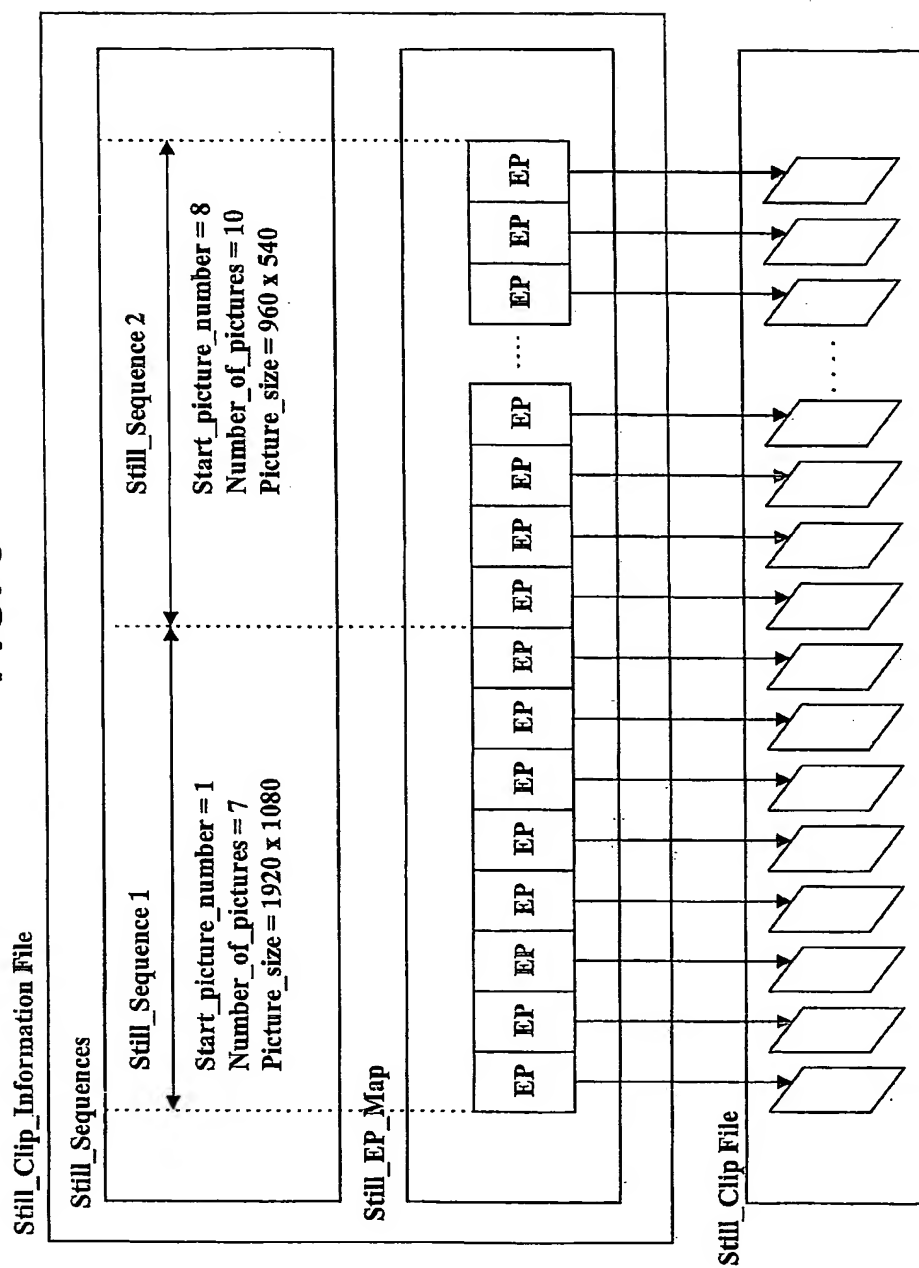 Still_Clip_Information File
Still_Sequences
Still_Sequence 1
Start_picture_number = 1
Number_of_pictures = 7
Picture_size = 1920 x 1080
Still_Sequence 2
Start_picture_number = 8
Number_of_pictures = 10
Picture_size = 960 x 540
Still_EP_Map
EP EP EP EP EP EP EP EP EP EP EP EP ..... EP EP EP
Still_Clip File